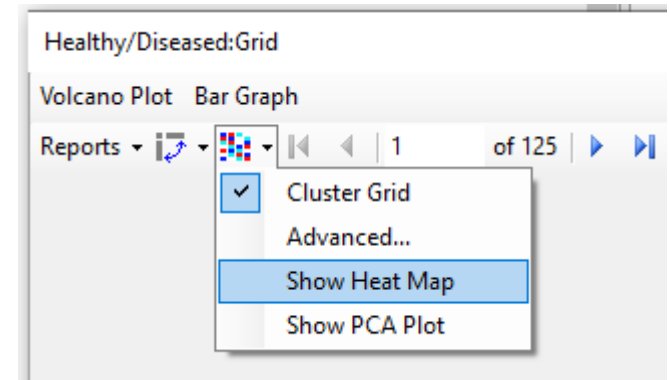 Healthy/Diseased:Grid
Volcano Plot Bar Graph
Reports 1 of 125
Cluster Grid
Advanced...
Show Heat Map
Show PCA Plot